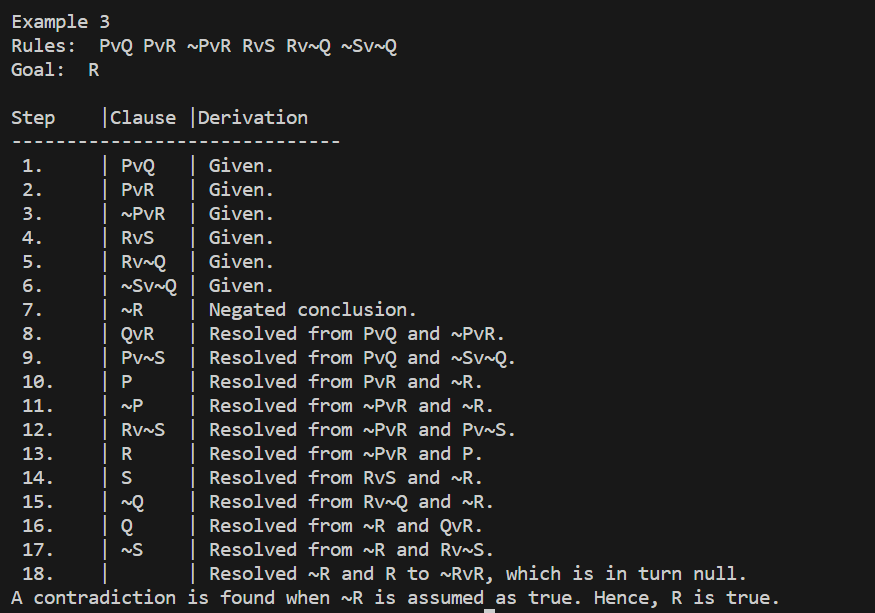 Example 3
Rules:  PvQ PvR ~PvR RvS Rv~Q ~Sv~Q
Goal:  R
Step    |Clause |Derivation
------------------------------
1.      | PvQ   | Given.
2.      | PvR   | Given.
3.      | ~PvR  | Given.
4.      | RvS   | Given.
5.      | Rv~Q  | Given.
6.      | ~Sv~Q | Given.
7.      | ~R    | Negated conclusion.
8.      | QvR   | Resolved from PvQ and ~PvR.
9.      | Pv~S  | Resolved from PvQ and ~Sv~Q.
10.     | P     | Resolved from PvR and ~R.
11.     | ~P    | Resolved from ~PvR and ~R.
12.     | Rv~S  | Resolved from ~PvR and Pv~S.
13.     | R     | Resolved from ~PvR and P.
14.     | S     | Resolved from RvS and ~R.
15.     | ~Q    | Resolved from Rv~Q and ~R.
16.     | Q     | Resolved from ~R and QvR.
17.     | ~S    | Resolved from ~R and Rv~S.
18.     |       | Resolved ~R and R to ~RvR, which is in turn null.
A contradiction is found when ~R is assumed as true. Hence, R is true.